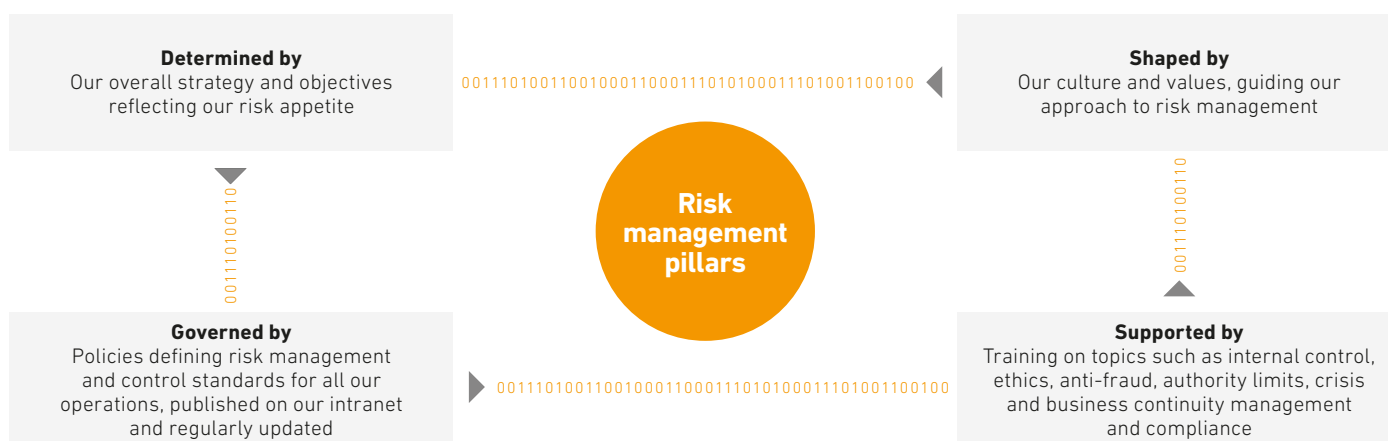 Determined by
Our overall strategy and objectives
reflecting our risk appetite
0011101001100100011000111010100011101001100100
Shaped by
Our culture and values, guiding our
approach to risk management
001110100110
Risk
management
pillars
001110100110
Governed by
Policies defining risk management
and control standards for all our
operations, published on our intranet
and regularly updated
0011101001100100011000111010100011101001100100
Supported by
Training on topics such as internal control,
ethics, anti-fraud, authority limits, crisis
and business continuity management
and compliance